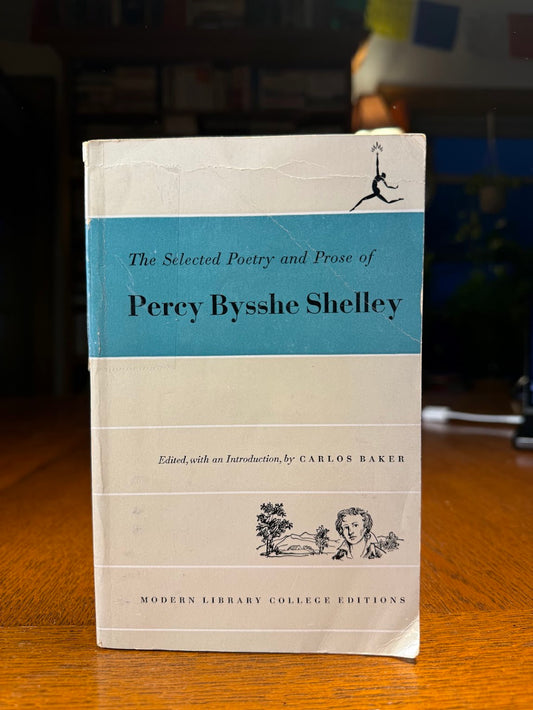 The Selected Poetry and Prose of
Percy Bysshe Shelley
Edited, with an Introduction, by CARLOS BAKER
MODERN LIBRARY COLLEGE EDITIONS